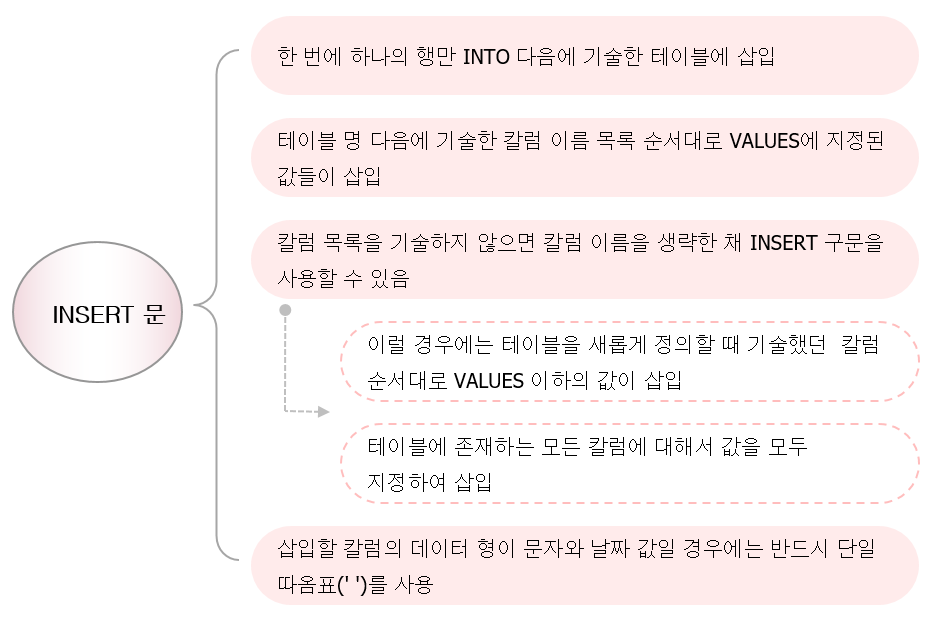 한 번에 하나의 행만 INTO 다음에 기술한 테이블에 삽입
테이블 명 다음에 기술한 칼럼 이름 목록 순서대로 VALUES에 지정된
값들이 삽입
칼럼 목록을 기술하지 않으면 칼럼 이름을 생략한 채 INSERT 구문을
사용할 수 있음
INSERT 문
이럴 경우에는 테이블을 새롭게 정의할 때 기술했던 칼럼
순서대로 VALUES 이하의 값이 삽입
테이블에 존재하는 모든 칼럼에 대해서 값을 모두
지정하여 삽입
삽입할 칼럼의 데이터 형이 문자와 날짜 값일 경우에는 반드시 단일
따옴표(' ')를 사용